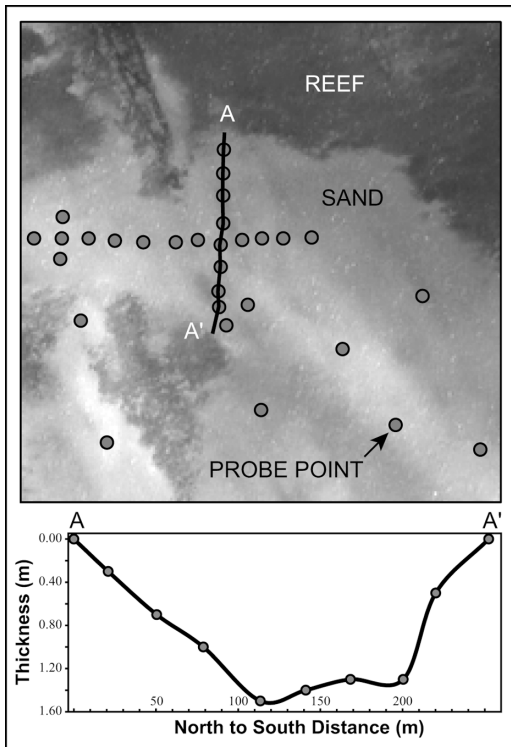 REEF
A
SAND
A'
PROBE POINT
A A'
Thickness (m)
0.00
0.40
0.80
1.20
1.60
50 100 150 200
North to South Distance (m)